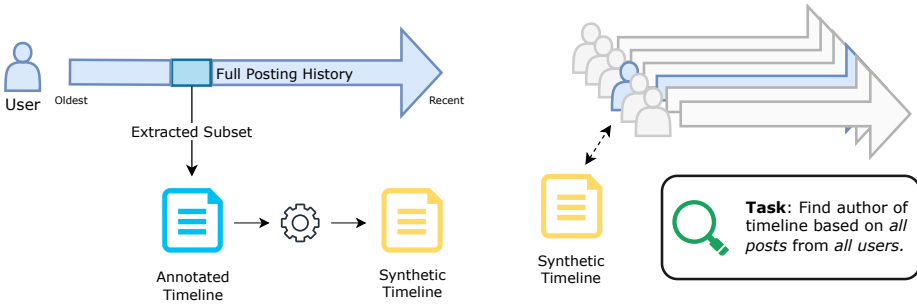 Full Posting History
User
Oldest
Recent
Extracted Subset
Annotated
Timeline
Synthetic
Timeline
Synthetic
Timeline
Task: Find author of
timeline based on all
posts from all users.